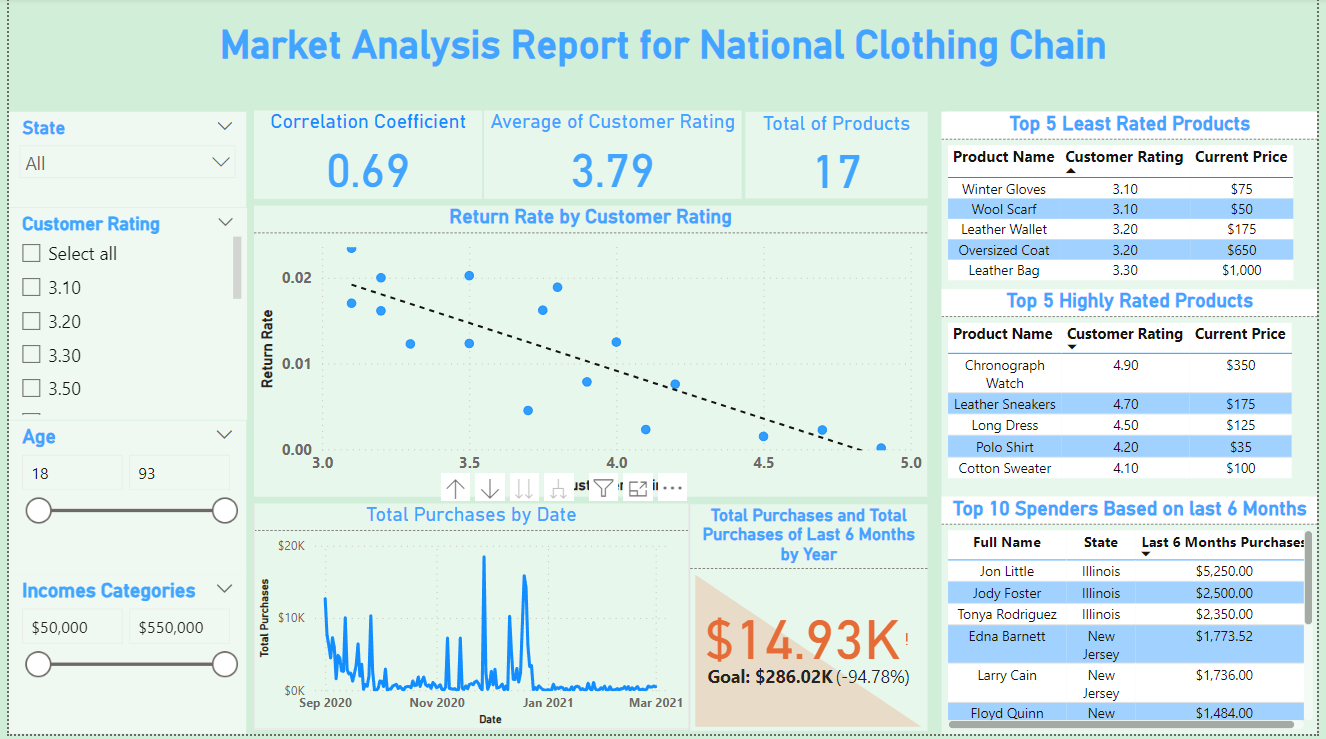 Market Analysis Report for National Clothing Chain
State
All
Customer Rating
Select all
3.10
3.20
3.30
3.50
Age
18 93
Incomes Categories
$50,000 $550,000
Correlation Coefficient
0.69
Average of Customer Rating
3.79
Total of Products
17
Return Rate by Customer Rating
Return Rate
0.02
0.01
0.00
3.0 3.5 4.0 4.5 5.0
Total Purchases by Date
Total Purchases
$20K
$10K
$0K
Sep 2020 Nov 2020 Jan 2021 Mar 2021
Date
Total Purchases and Total
Purchases of Last 6 Months
by Year
$14.93K!
Goal: $286.02K (-94.78%)
Top 5 Least Rated Products
Product Name Customer Rating Current Price
Winter Gloves 3.10 $75
Wool Scarf 3.10 $50
Leather Wallet 3.20 $175
Oversized Coat 3.20 $650
Leather Bag 3.30 $1,000
Top 5 Highly Rated Products
Product Name Customer Rating Current Price
Chronograph 4.90 $350
Watch
Leather Sneakers 4.70 $175
Long Dress 4.50 $125
Polo Shirt 4.20 $35
Cotton Sweater 4.10 $100
Top 10 Spenders Based on last 6 Months
Full Name State Last 6 Months Purchases
Jon Little Illinois $5,250.00
Jody Foster Illinois $2,500.00
Tonya Rodriguez Illinois $2,350.00
Edna Barnett New $1,773.52
Jersey
Larry Cain New $1,736.00
Jersey
Floyd Quinn New $1,484.00